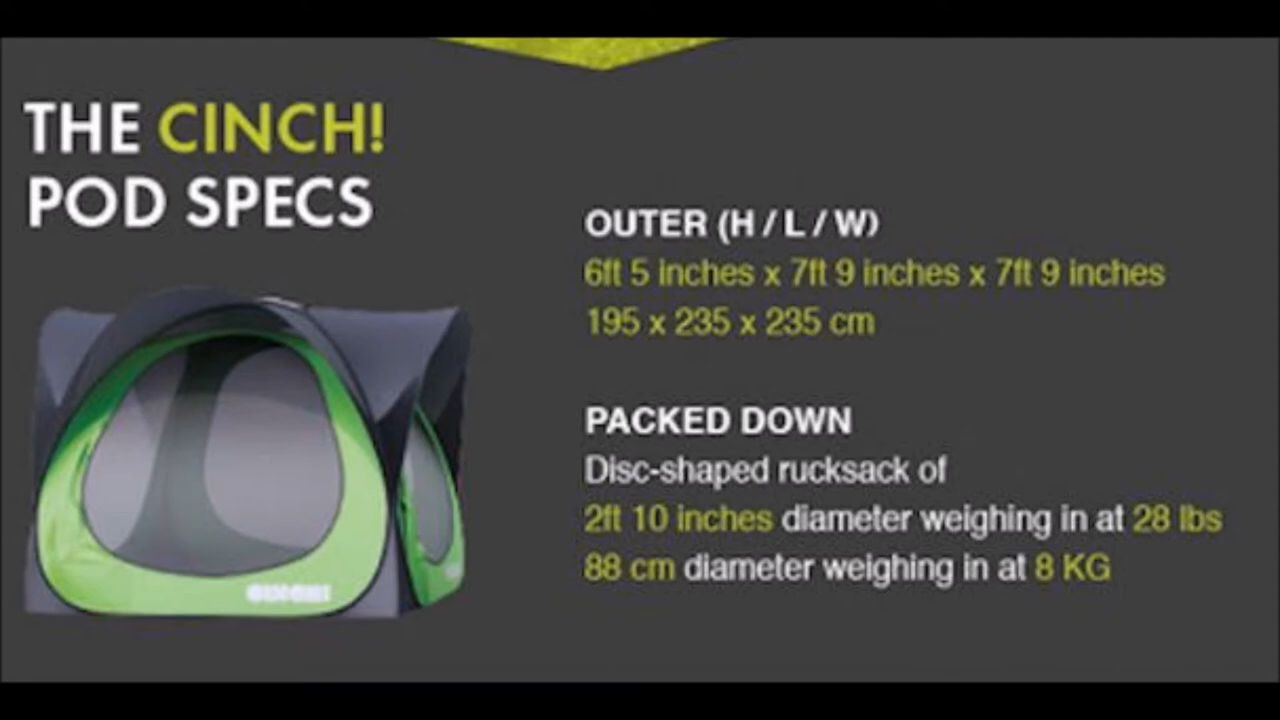 THE CINCH!
POD SPECS
OUTER (H / L / W)
6ft 5 inches x 7ft 9 inches x 7ft 9 inches
195 x 235 x 235 cm
PACKED DOWN
Disc-shaped rucksack of
2ft 10 inches diameter weighing in at 28 lbs
88 cm diameter weighing in at 8 KG